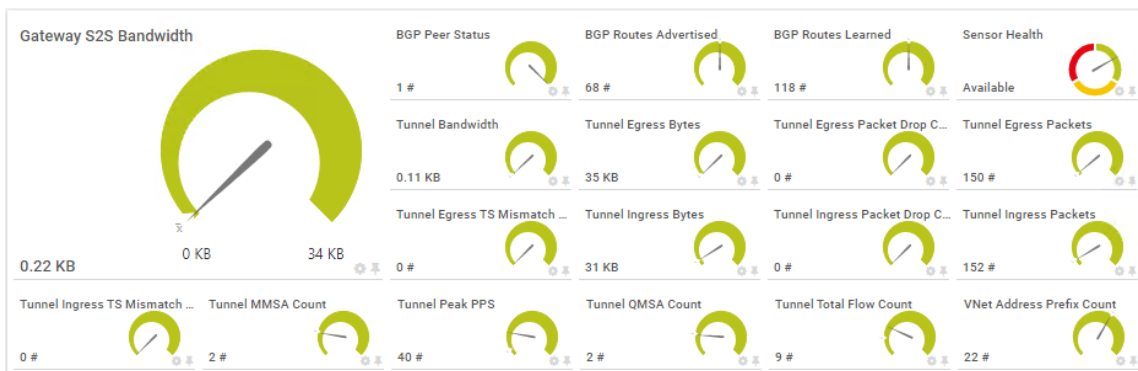 Gateway S2S Bandwidth
0 KB
34 KB
0.22 KB
BGP Peer Status
1 #
BGP Routes Advertised
68 #
BGP Routes Learned
118 #
Sensor Health
Available
Tunnel Bandwidth
0.11 KB
Tunnel Egress Bytes
35 KB
Tunnel Egress Packet Drop C...
0 #
Tunnel Egress Packets
150 #
Tunnel Egress TS Mismatch ...
0 #
Tunnel Ingress Bytes
31 KB
Tunnel Ingress Packet Drop C...
0 #
Tunnel Ingress Packets
152 #
Tunnel Ingress TS Mismatch ...
0 #
Tunnel MMSA Count
2 #
Tunnel Peak PPS
40 #
Tunnel QMSA Count
2 #
Tunnel Total Flow Count
9 #
VNet Address Prefix Count
22 #